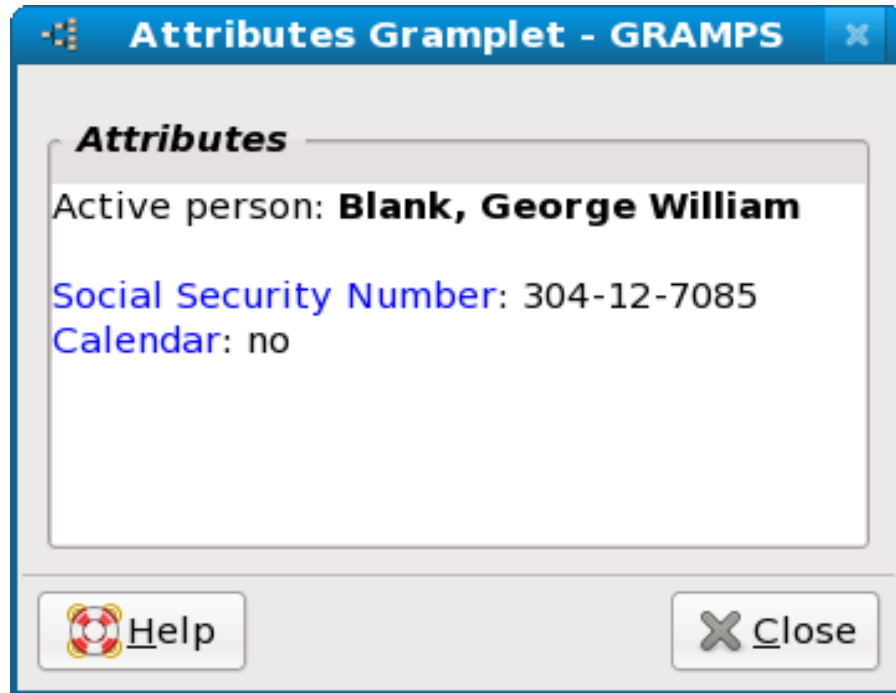 Attributes Gramplet - GRAMPS
Attributes
Active person: Blank, George William
Social Security Number: 304-12-7085
Calendar: no
Help
Close